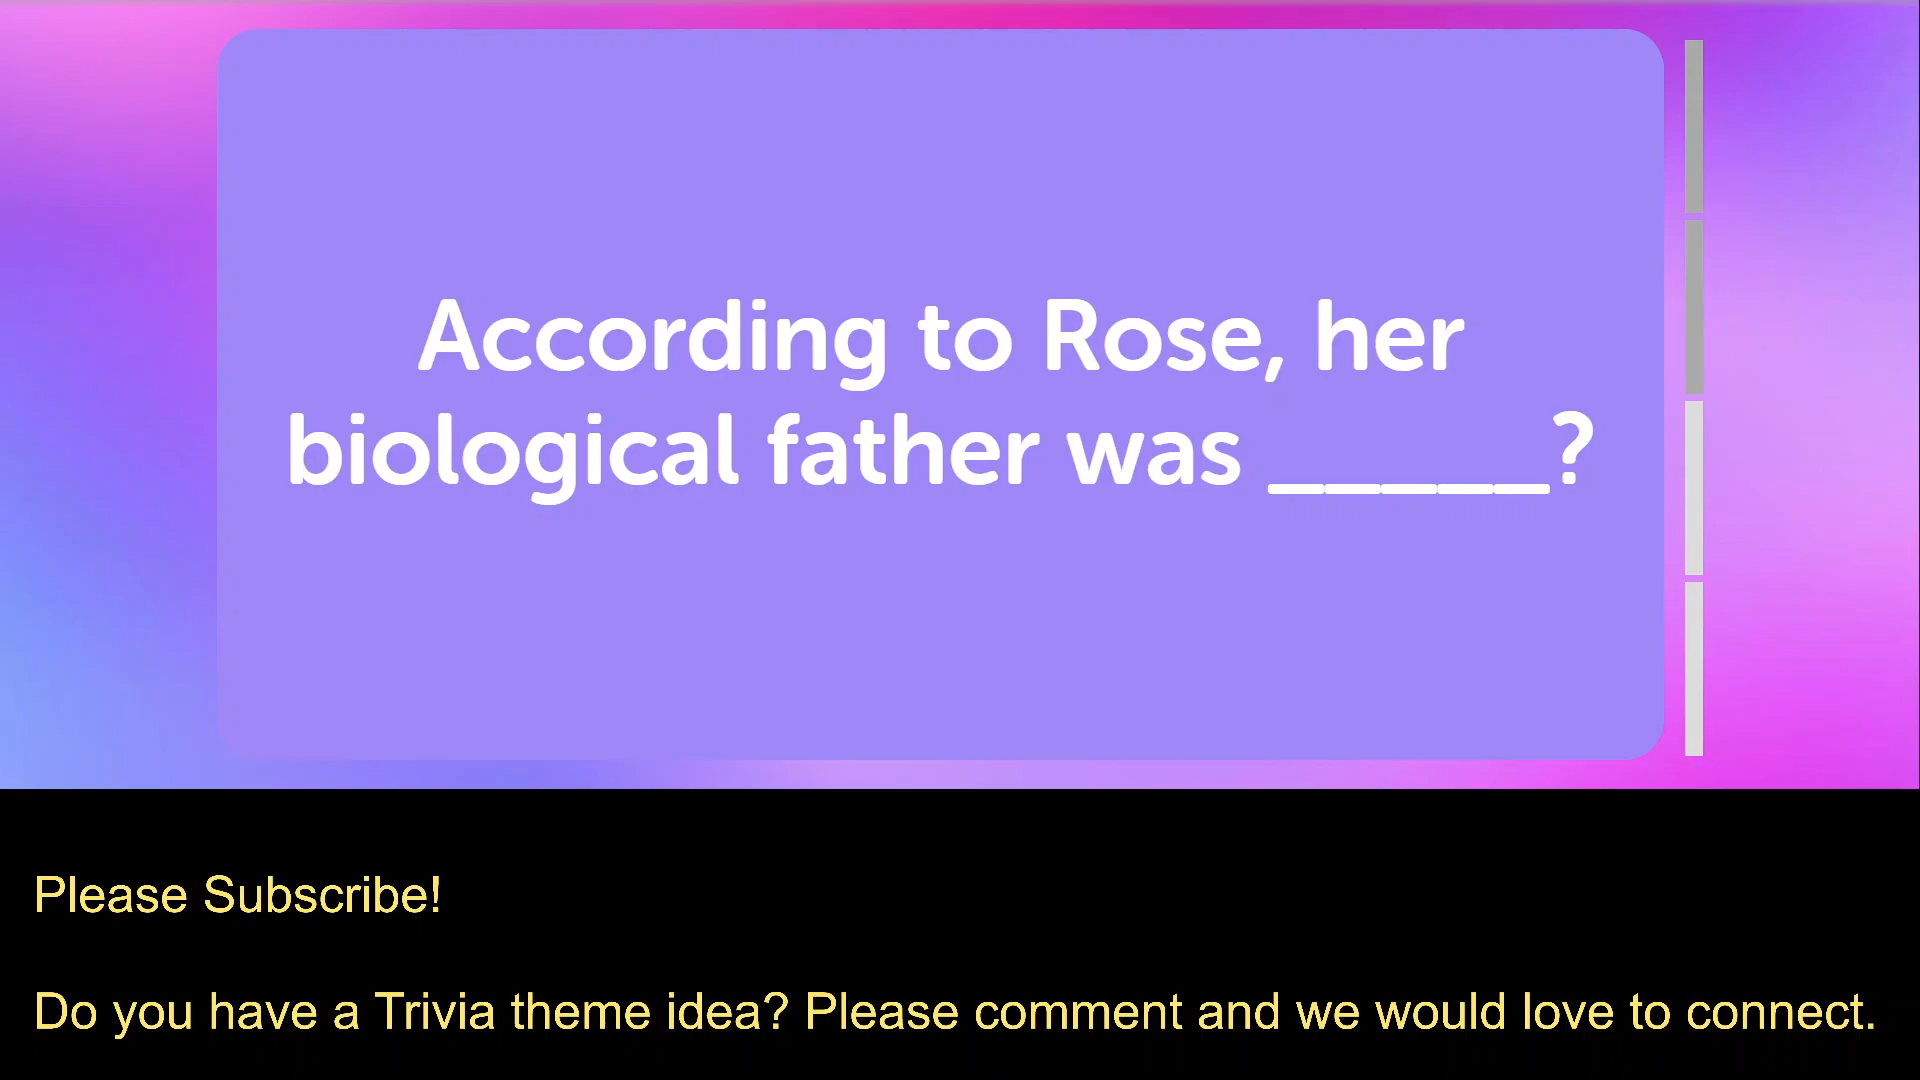 According to Rose, her
biological father was _____?
Please Subscribe!
Do you have a Trivia theme idea? Please comment and we would love to connect.